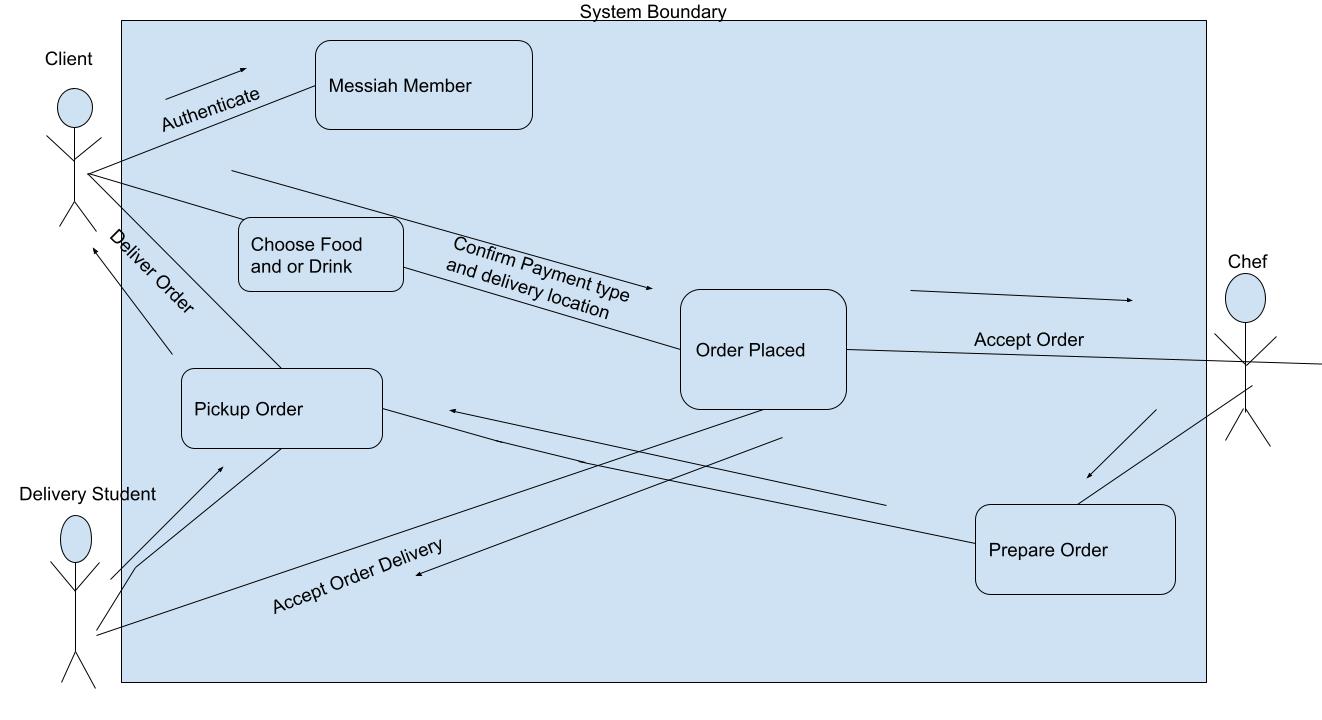 System Boundary
Client
Messiah Member
Authenticate
Choose Food
and or Drink
Confirm Payment type
and delivery location
Deliver Order
Chef
Order Placed
Accept Order
Pickup Order
Delivery Student
Prepare Order
Accept Order Delivery